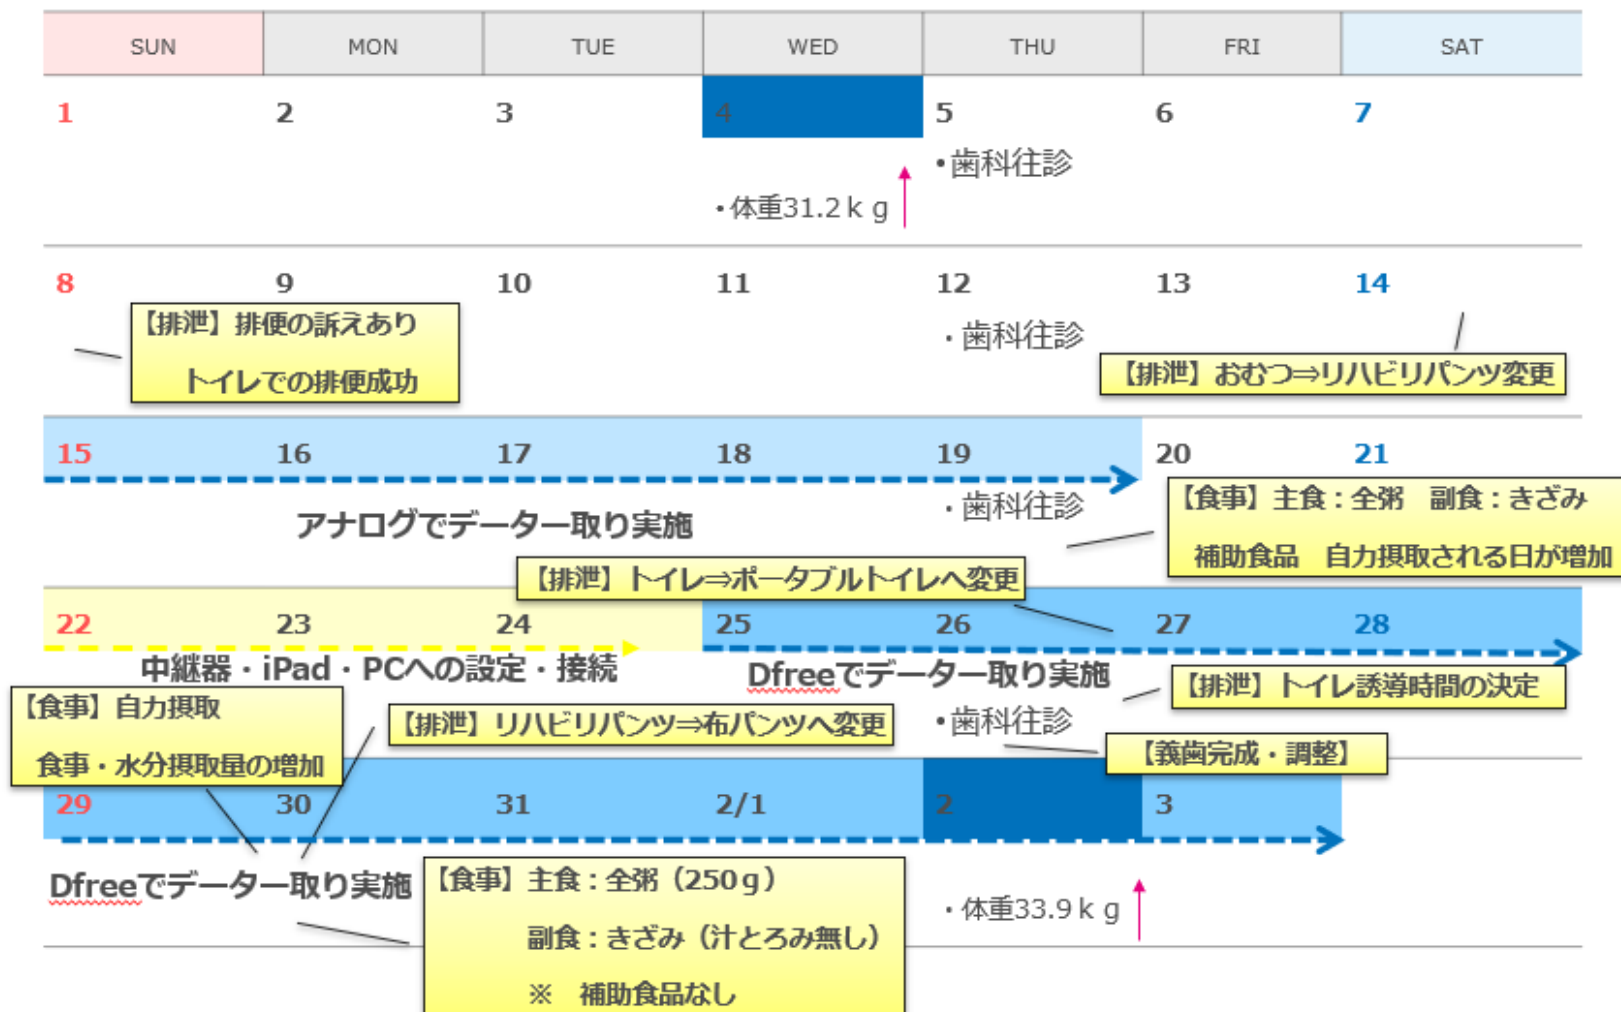 SUN MON TUE WED THU FRI SAT
1 2 3 4 5 6 7
・歯科往診
・体重31.2ｋｇ
8 9 10 11 12 13 14
【排泄】排便の訴えあり
トイレでの排便成功
・歯科往診
【排泄】おむつ⇒リハビリパンツ変更
15 16 17 18 19 20 21
アナログでデーター取り実施
・歯科往診
【食事】主食：全粥　副食：きざみ
補助食品　自力摂取される日が増加
【排泄】トイレ⇒ポータブルトイレへ変更
22 23 24 25 26 27 28
中継器・iPad・PCへの設定・接続
Dfreeでデーター取り実施
【排泄】トイレ誘導時間の決定
【食事】自力摂取
食事・水分摂取量の増加
【排泄】リハビリパンツ⇒布パンツへ変更
・歯科往診
【義歯完成・調整】
29 30 31 2/1 2 3
Dfreeでデーター取り実施
【食事】主食：全粥（250ｇ）
副食：きざみ（汁とろみ無し）
※　補助食品なし
・体重33.9ｋｇ